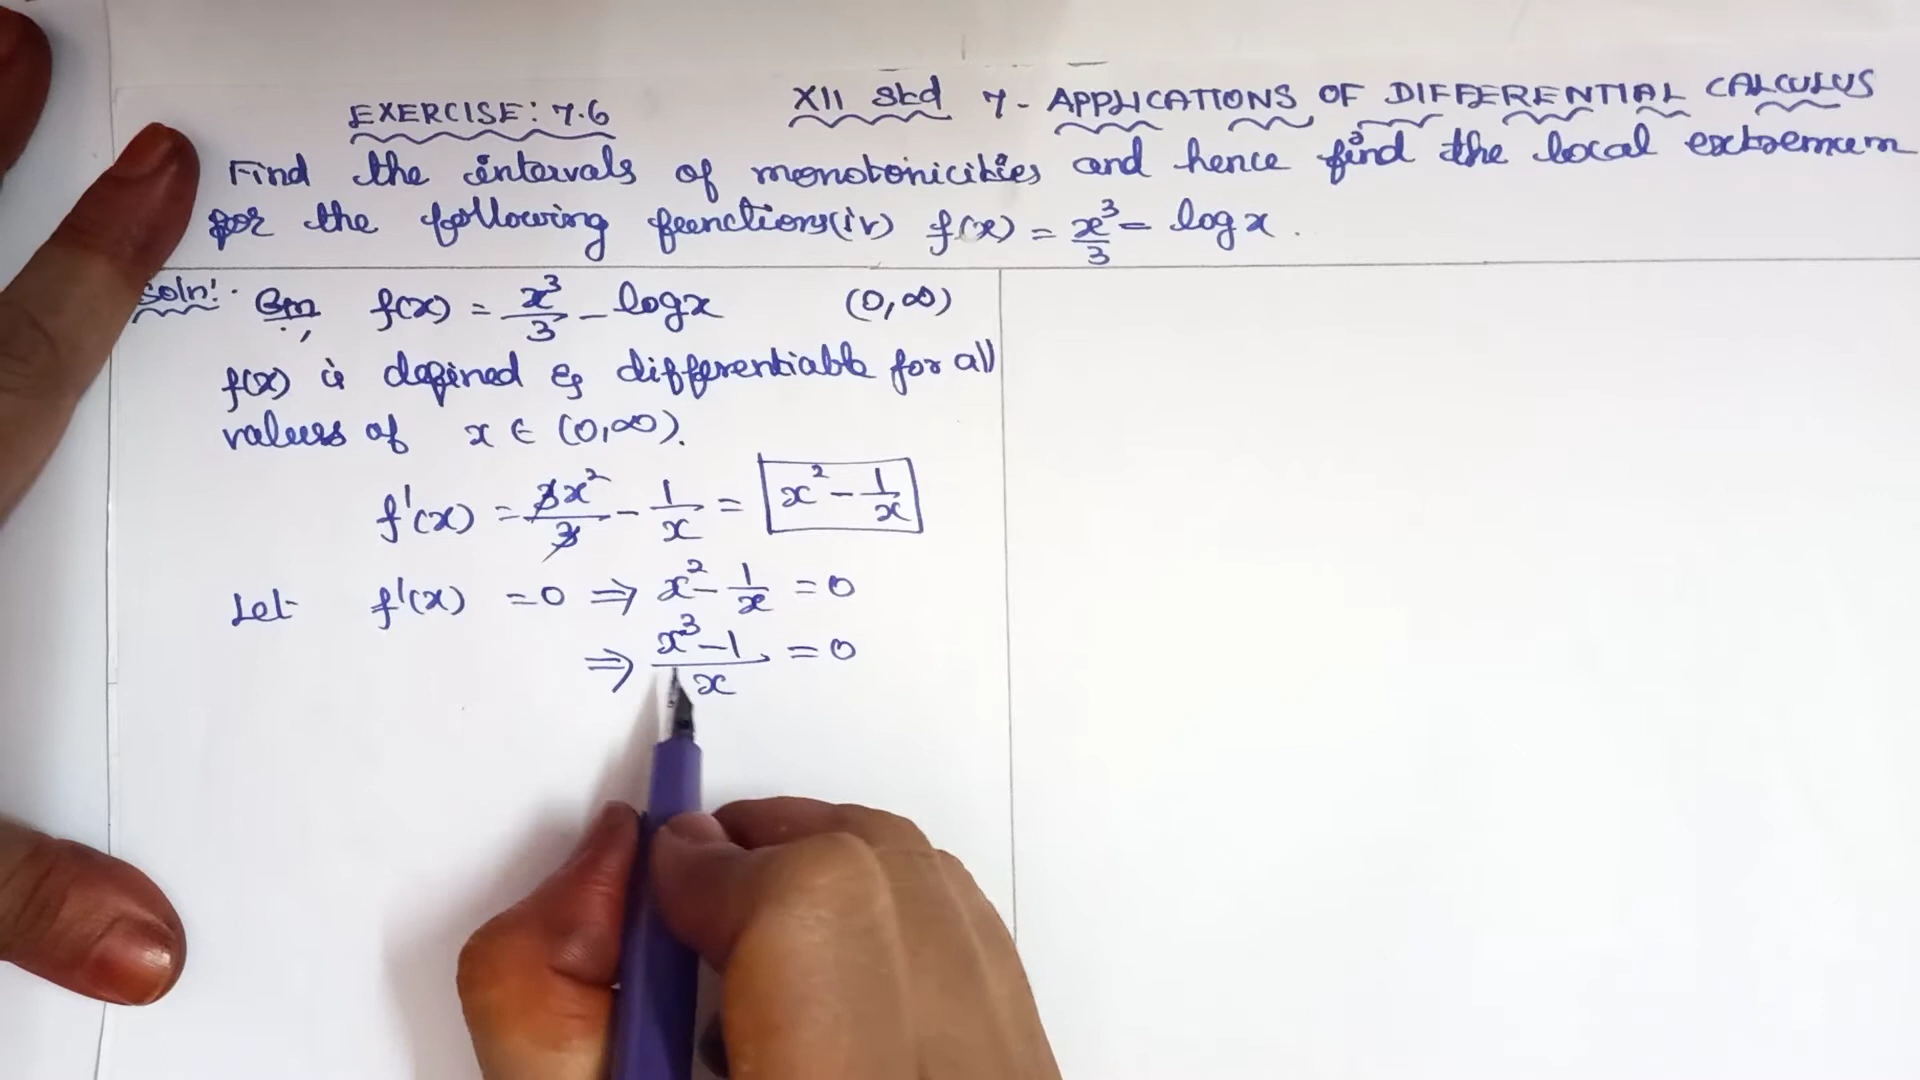 EXERCISE: 7.6 XII Std 7 - APPLICATIONS OF DIFFERENTIAL CALCULUS
Find the intervals of monotonicities and hence find the local extremum
for the following functions(iv) f(x) = x³/3 - log x.
Soln: Gn, f(x) = x³/3 - log x (0,∞)
f(x) is defined & differentiable for all
values of x ∈ (0,∞).
f'(x) = 3x²/3 - 1/x = x² - 1/x
Let f'(x) = 0 ⇒ x² - 1/x = 0
⇒ x³-1/x = 0